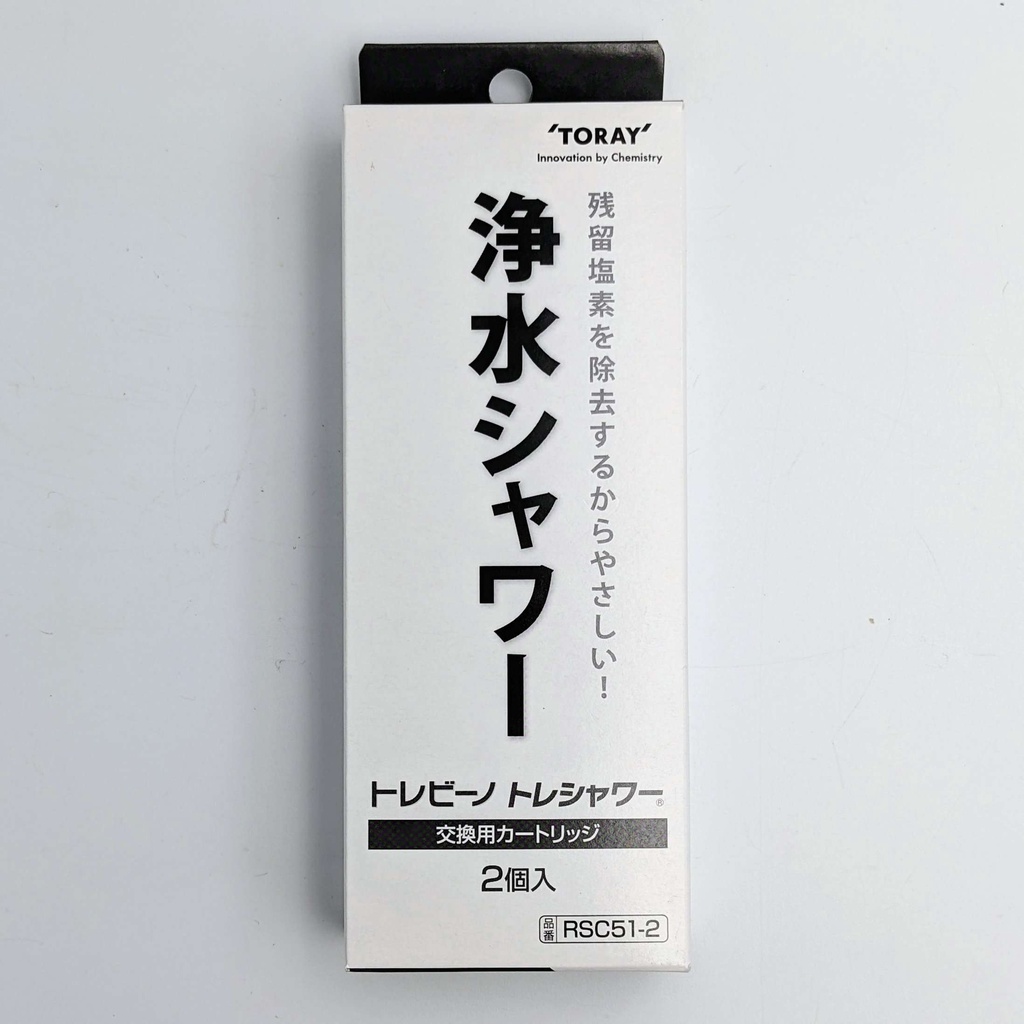 'TORAY'
Innovation by Chemistry
残留塩素を除去するからやさしい!
浄水シャワー
トレビーノ トレシャワー®
交換用カートリッジ
2個入
品番 RSC51-2